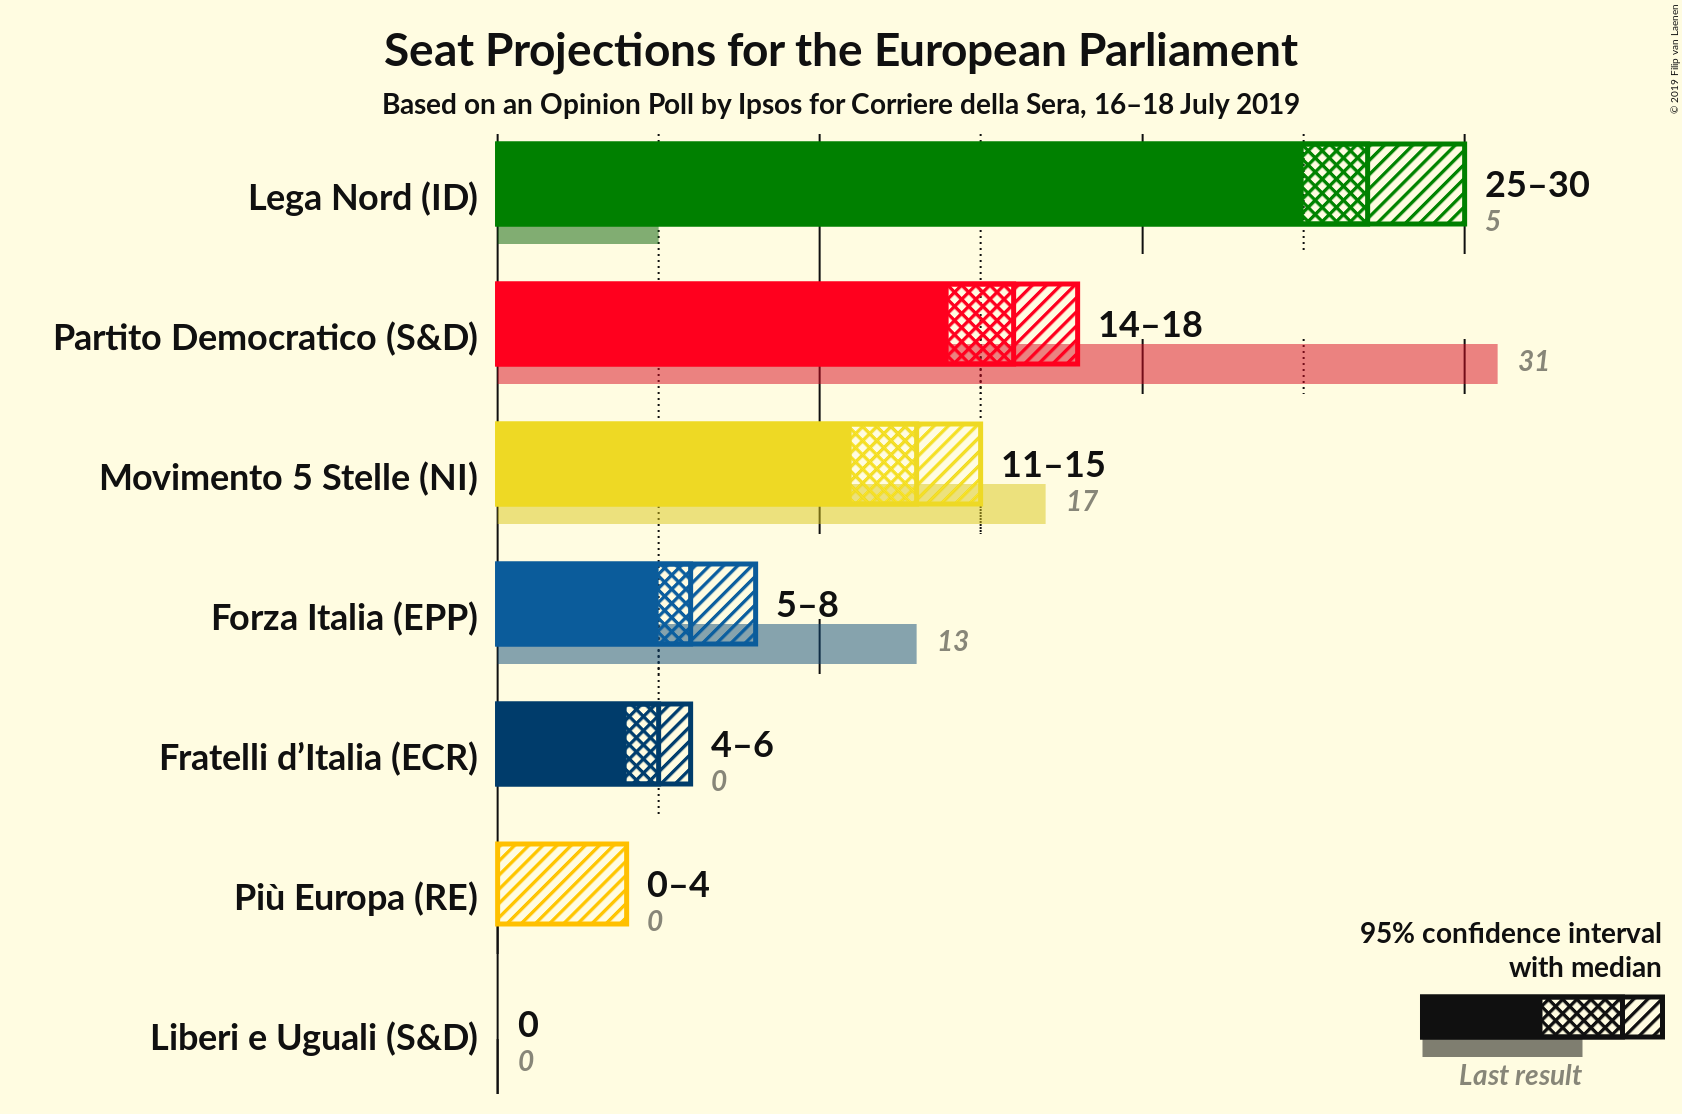 Seat Projections for the European Parliament
Based on an Opinion Poll by Ipsos for Corriere della Sera, 16–18 July 2019
© 2019 Filip van Laenen
Lega Nord (ID)
25–30
5
Partito Democratico (S&D)
14–18
31
Movimento 5 Stelle (NI)
11–15
17
Forza Italia (EPP)
5–8
13
Fratelli d’Italia (ECR)
4–6
0
Più Europa (RE)
0–4
0
Liberi e Uguali (S&D)
0
0
95% confidence interval
with median
Last result